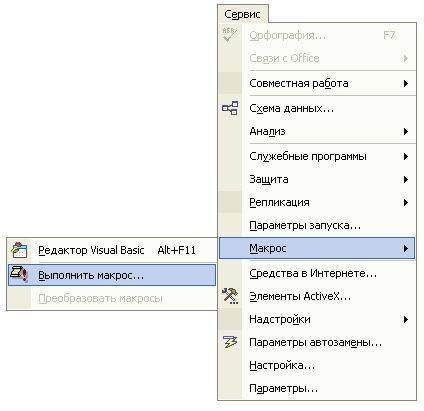 Сервис
Орфография... F7
Связи с Office
Совместная работа
Схема данных...
Анализ
Служебные программы
Защита
Репликация
Параметры запуска...
Макрос
Редактор Visual Basic Alt+F11
Выполнить макрос...
Преобразовать макросы
Средства в Интернете...
Элементы ActiveX...
Надстройки
Параметры автозамены...
Настройка...
Параметры...